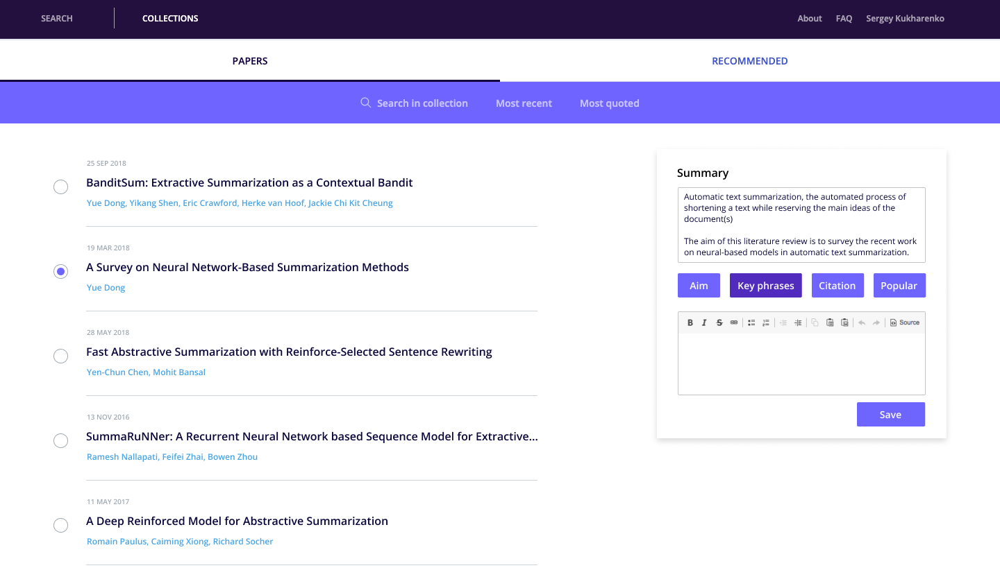 SEARCH
COLLECTIONS
About
FAQ
Sergey Kukharenko
PAPERS
RECOMMENDED
Search in collection
Most recent
Most quoted
25 SEP 2018
BanditSum: Extractive Summarization as a Contextual Bandit
Yue Dong, Yikang Shen, Eric Crawford, Herke van Hoof, Jackie Chi Kit Cheung
19 MAR 2018
A Survey on Neural Network-Based Summarization Methods
Yue Dong
28 MAY 2018
Fast Abstractive Summarization with Reinforce-Selected Sentence Rewriting
Yen-Chun Chen, Mohit Bansal
13 NOV 2016
SummaRuNNer: A Recurrent Neural Network based Sequence Model for Extractive...
Ramesh Nallapati, Feifei Zhai, Bowen Zhou
11 MAY 2017
A Deep Reinforced Model for Abstractive Summarization
Romain Paulus, Caiming Xiong, Richard Socher
Summary
Automatic text summarization, the automated process of
shortening a text while reserving the main ideas of the
document(s)
The aim of this literature review is to survey the recent work
on neural-based models in automatic text summarization.
Aim
Key phrases
Citation
Popular
B I S
Source
Save